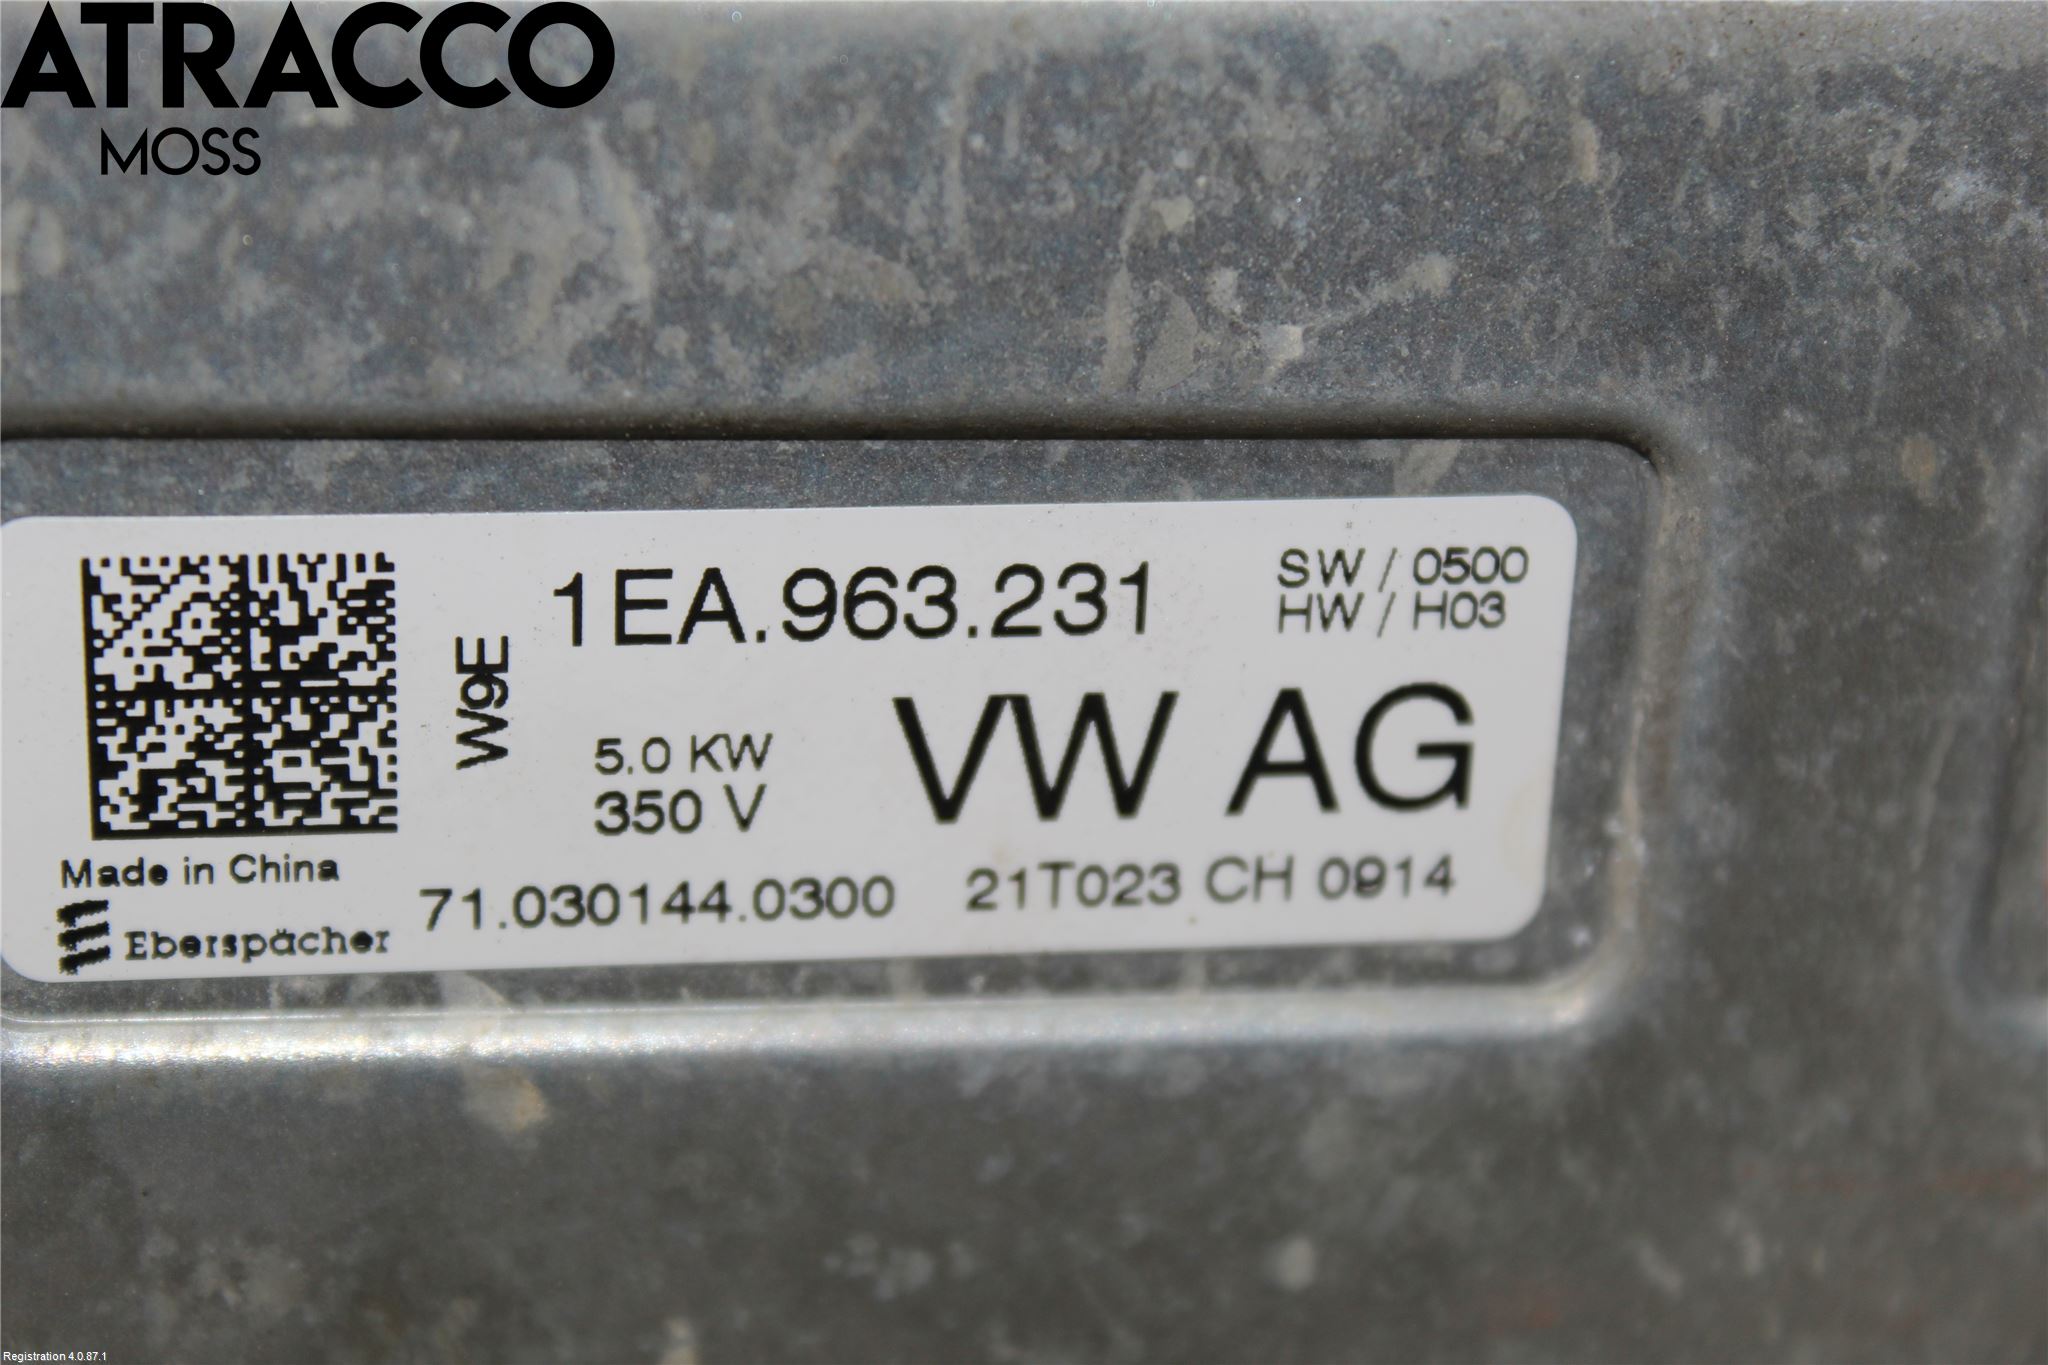 ATRACCO
MOSS
1EA.963.231
SW / 0500
HW / H03
W9E
5.0 KW
350 V
VW AG
Made in China
Eberspächer
71.030144.0300
21T023 CH 0914
Registration 4.0.87.1